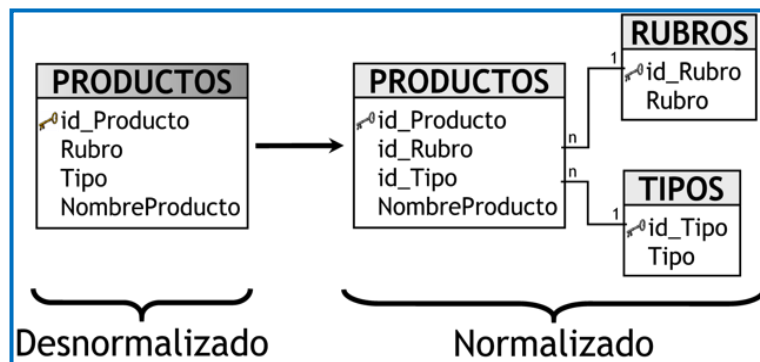 PRODUCTOS
id_Producto
Rubro
Tipo
NombreProducto
Desnormalizado
PRODUCTOS
id_Producto
id_Rubro
id_Tipo
NombreProducto
n
n
1
1
RUBROS
id_Rubro
Rubro
TIPOS
id_Tipo
Tipo
Normalizado